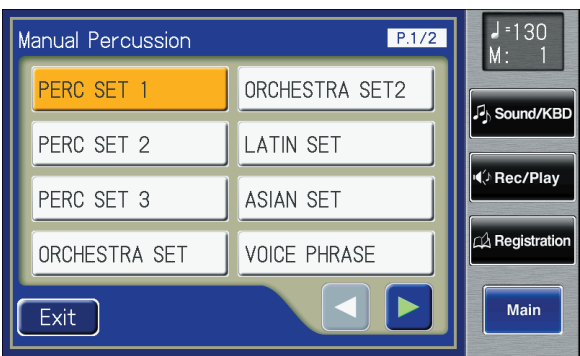 Manual Percussion
P.1/2
PERC SET 1
ORCHESTRA SET2
PERC SET 2
LATIN SET
PERC SET 3
ASIAN SET
ORCHESTRA SET
VOICE PHRASE
Exit
♩=130
M: 1
Sound/KBD
Rec/Play
Registration
Main